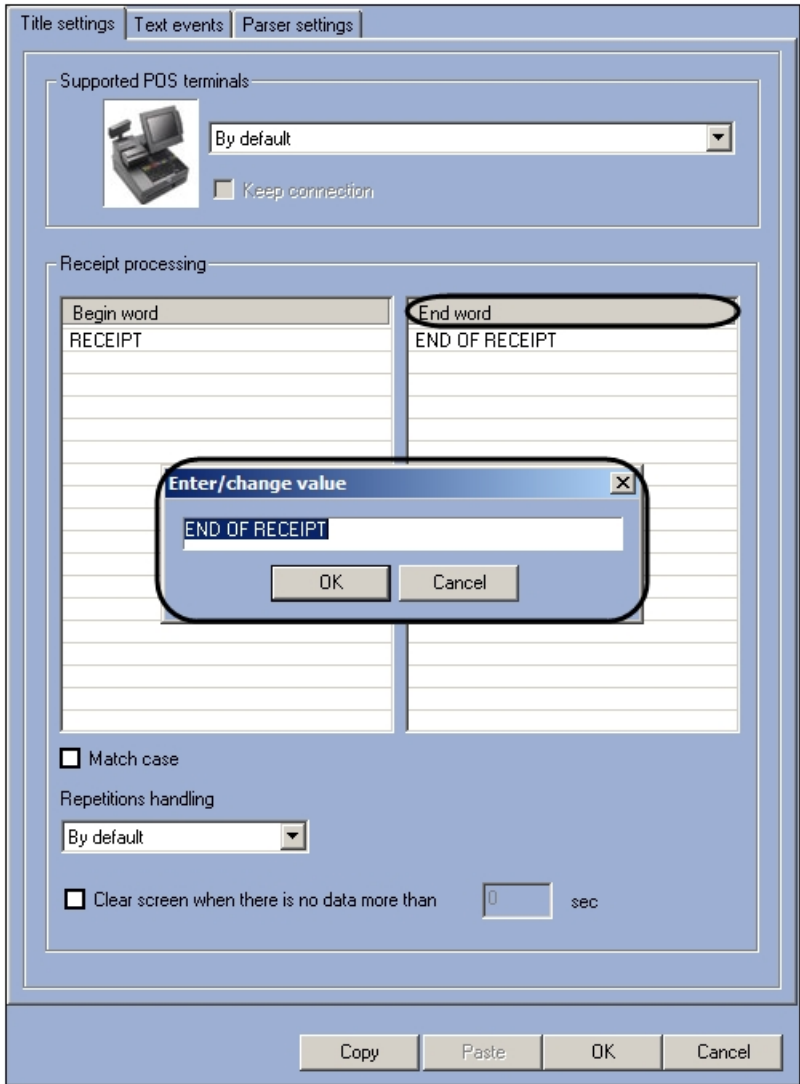 Title settings Text events Parser settings
Supported POS terminals
By default
Keep connection
Receipt processing
Begin word End word
RECEIPT END OF RECEIPT
Enter/change value
END OF RECEIPT
OK Cancel
Match case
Repetitions handling
By default
Clear screen when there is no data more than 0 sec
Copy Paste OK Cancel